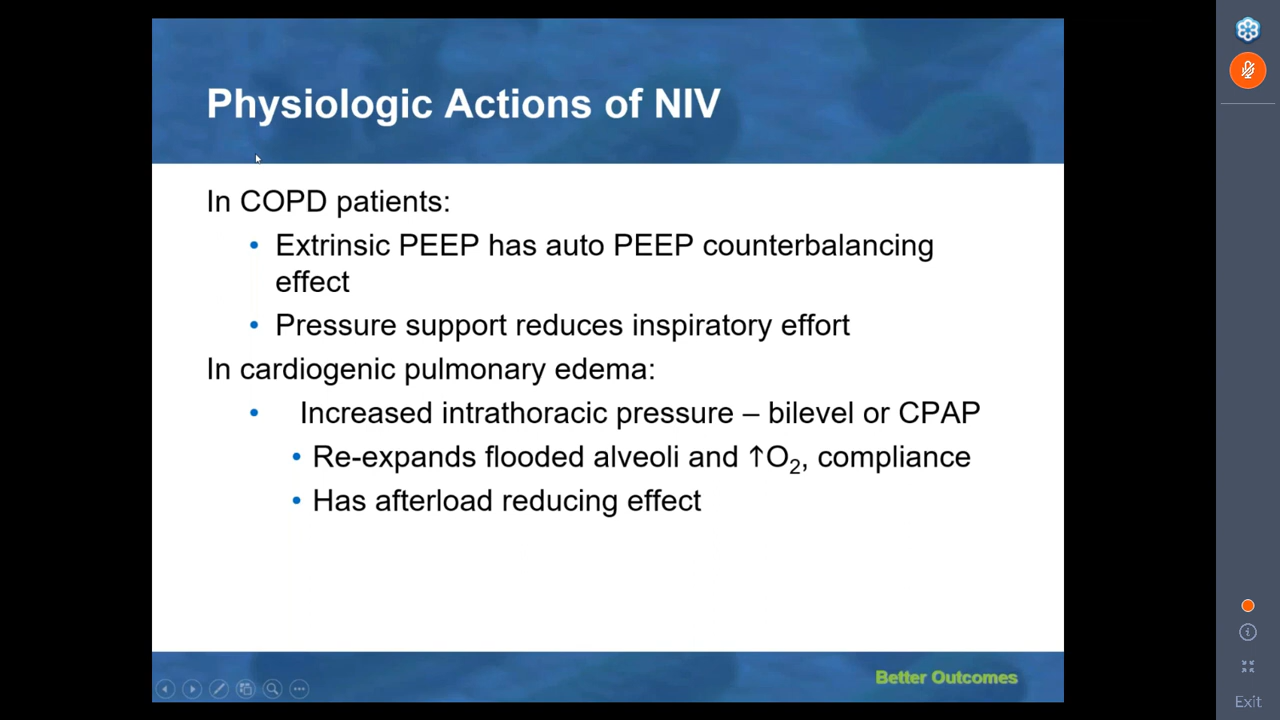 Physiologic Actions of NIV
In COPD patients:
• Extrinsic PEEP has auto PEEP counterbalancing
effect
• Pressure support reduces inspiratory effort
In cardiogenic pulmonary edema:
• Increased intrathoracic pressure – bilevel or CPAP
• Re-expands flooded alveoli and ↑O₂, compliance
• Has afterload reducing effect
Better Outcomes
Exit